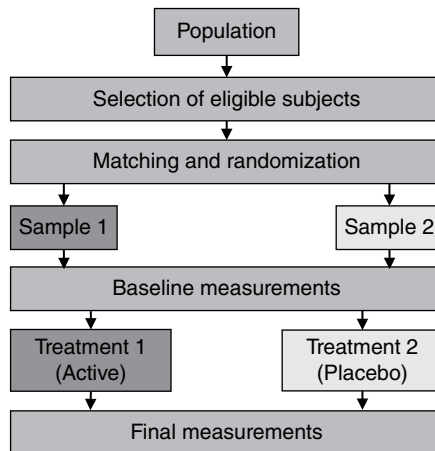 Population
Selection of eligible subjects
Matching and randomization
Sample 1
Sample 2
Baseline measurements
Treatment 1
(Active)
Treatment 2
(Placebo)
Final measurements